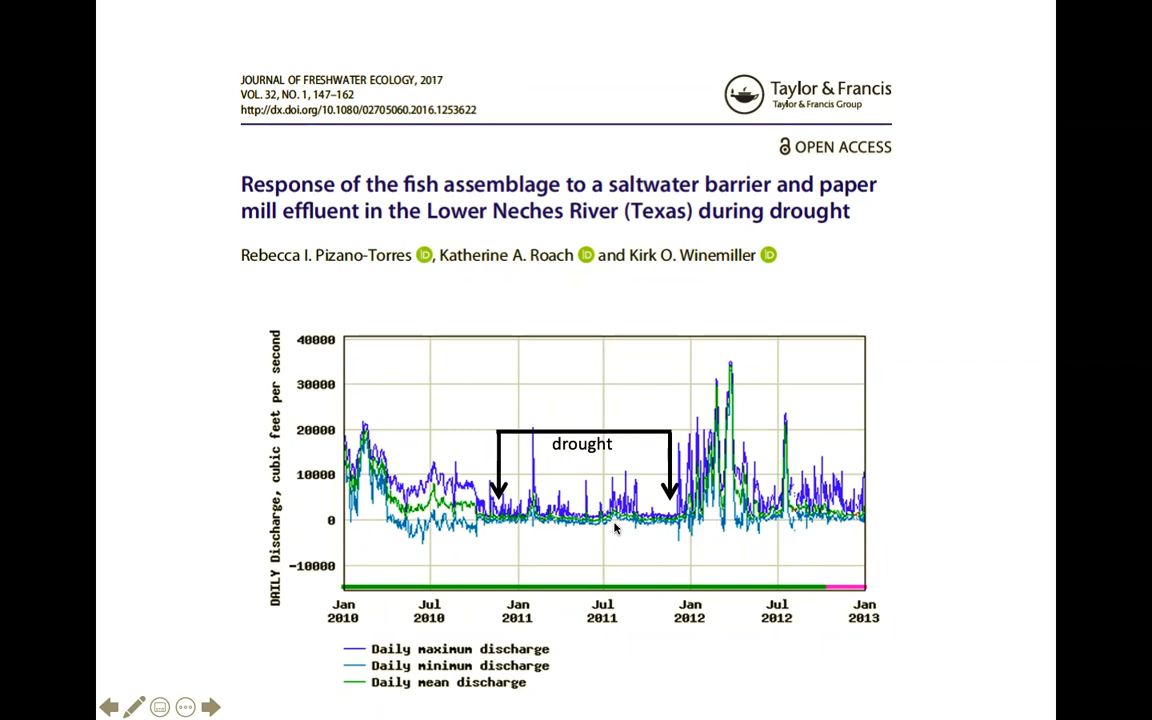 JOURNAL OF FRESHWATER ECOLOGY, 2017
VOL. 32, NO. 1, 147–162
http://dx.doi.org/10.1080/02705060.2016.1253622
Taylor & Francis
Taylor & Francis Group
OPEN ACCESS
Response of the fish assemblage to a saltwater barrier and paper
mill effluent in the Lower Neches River (Texas) during drought
Rebecca I. Pizano-Torres iD, Katherine A. Roach iD and Kirk O. Winemiller iD
DAILY Discharge, cubic feet per second
40000
30000
20000
10000
0
-10000
drought
Jan Jul Jan Jul Jan Jul Jan
2010 2010 2011 2011 2012 2012 2013
Daily maximum discharge
Daily minimum discharge
Daily mean discharge